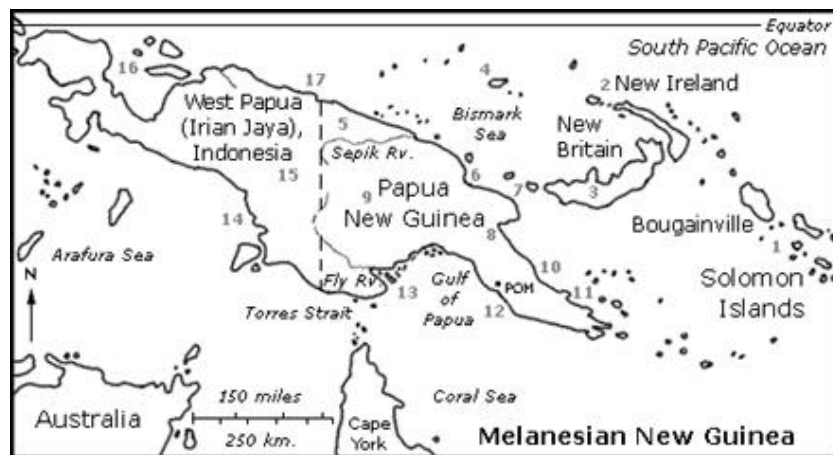 Equator
South Pacific Ocean
16
17
4
2 New Ireland
West Papua
(Irian Jaya),
Indonesia
5
Bismark
Sea
New
Britain
Sepik Rv.
15
6
7
3
9
Papua
New Guinea
14
8
Bougainville
1
Arafura Sea
N
Solomon
Islands
10
Fly Rv
13
Gulf
of
Papua
POM
11
12
Torres Strait
150 miles
250 km.
Coral Sea
Australia
Cape
York
Melanesian New Guinea